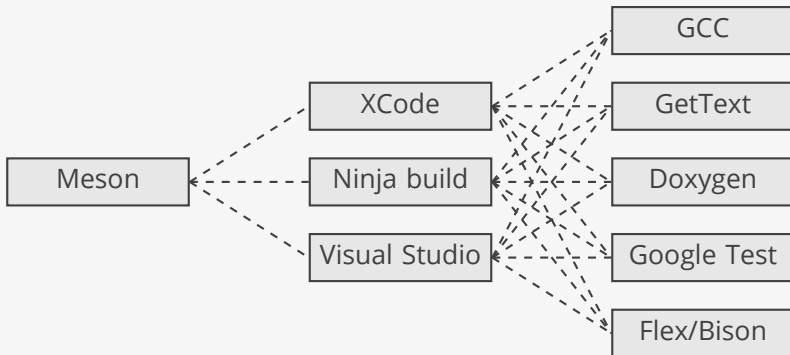 Meson
XCode
Ninja build
Visual Studio
GCC
GetText
Doxygen
Google Test
Flex/Bison